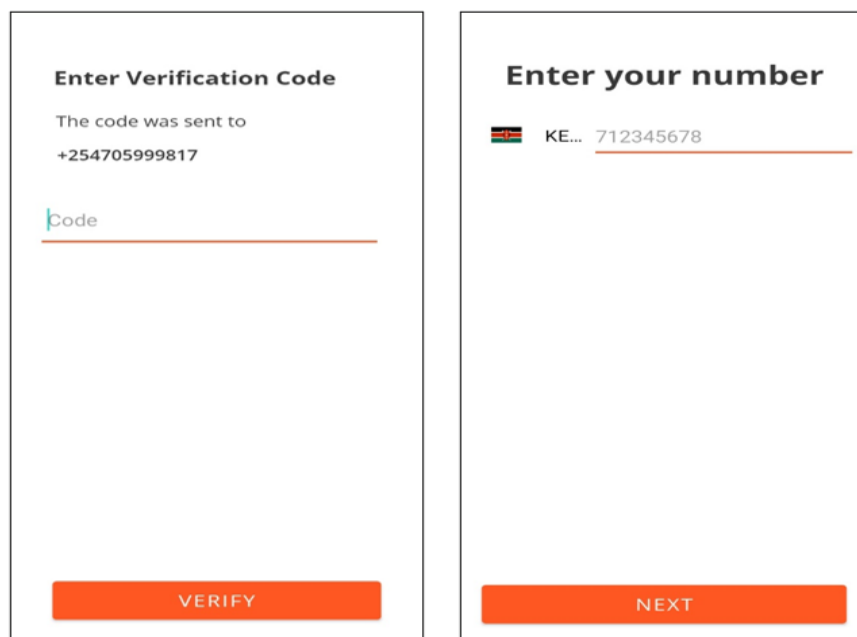 Enter Verification Code
The code was sent to
+254705999817
Code
VERIFY
Enter your number
KE... 712345678
NEXT